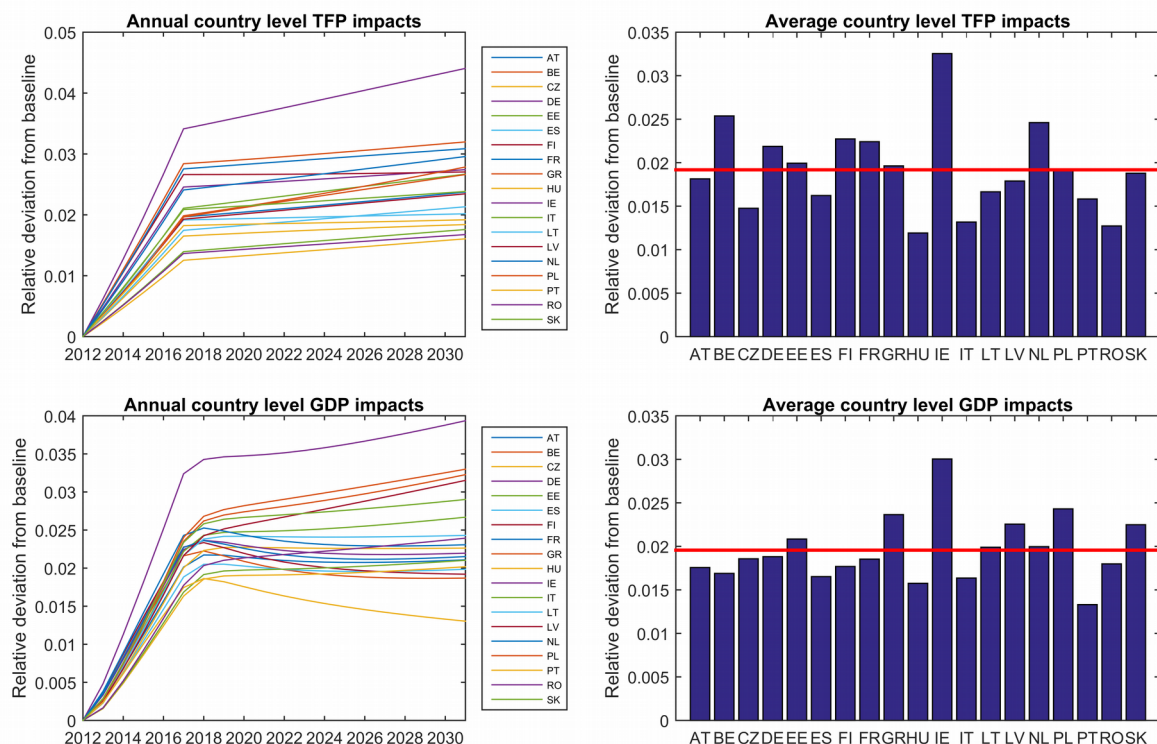 Annual country level TFP impacts
Relative deviation from baseline
0.05
0.04
0.03
0.02
0.01
0
2012 2014 2016 2018 2020 2022 2024 2026 2028 2030
AT
BE
CZ
DE
EE
ES
FI
FR
GR
HU
IE
IT
LT
LV
NL
PL
PT
RO
SK
Average country level TFP impacts
Relative deviation from baseline
0.035
0.03
0.025
0.02
0.015
0.01
0.005
0
AT BE CZ DE EE ES FI FR GR HU IE IT LT LV NL PL PT RO SK
Annual country level GDP impacts
Relative deviation from baseline
0.04
0.035
0.03
0.025
0.02
0.015
0.01
0.005
0
2012 2014 2016 2018 2020 2022 2024 2026 2028 2030
AT
BE
CZ
DE
EE
ES
FI
FR
GR
HU
IE
IT
LT
LV
NL
PL
PT
RO
SK
Average country level GDP impacts
Relative deviation from baseline
0.035
0.03
0.025
0.02
0.015
0.01
0.005
0
AT BE CZ DE EE ES FI FR GR HU IE IT LT LV NL PL PT RO SK